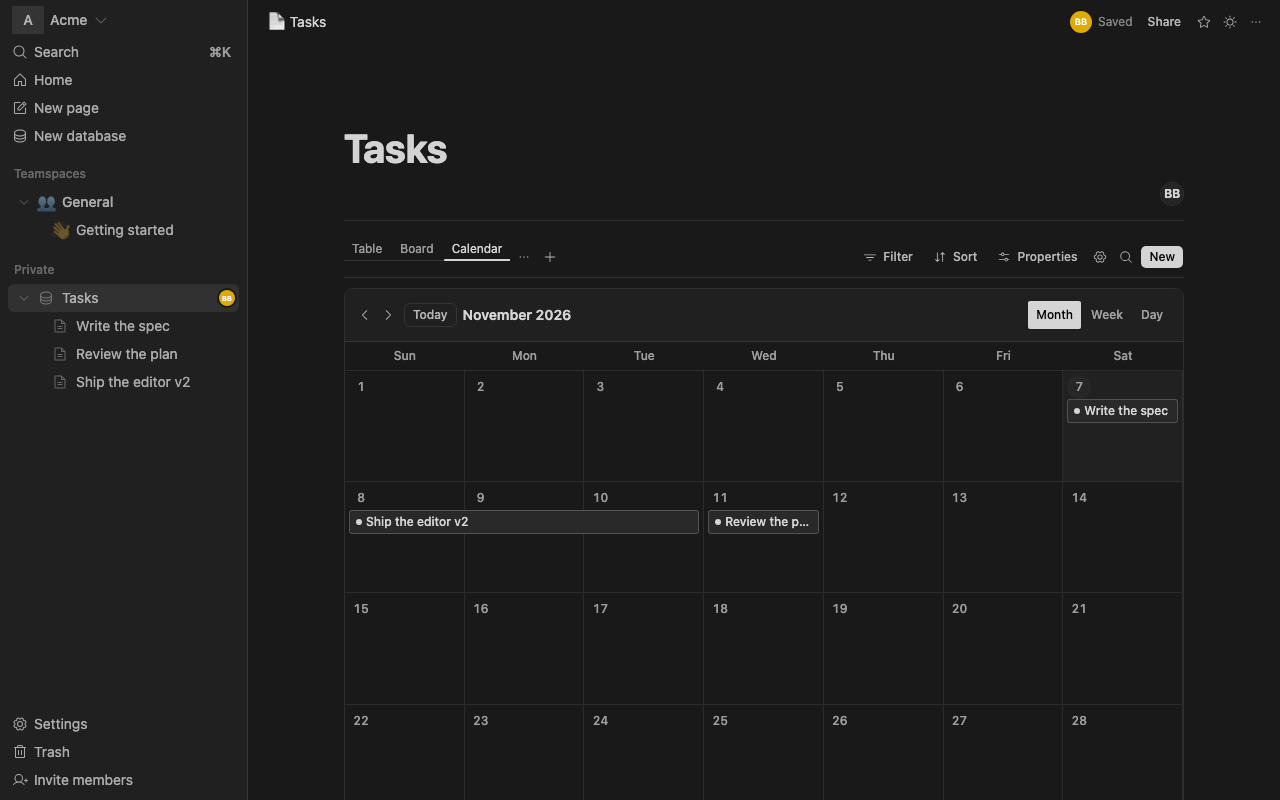 A Acme
Search ⌘K
Home
New page
New database
Teamspaces
General
Getting started
Private
Tasks BB
Write the spec
Review the plan
Ship the editor v2
Settings
Trash
Invite members
Tasks
BB Saved Share
Tasks
BB
Table Board Calendar
Filter Sort Properties New
Today November 2026 Month Week Day
Sun Mon Tue Wed Thu Fri Sat
1 2 3 4 5 6 7
Write the spec
8 9 10 11 12 13 14
Ship the editor v2 Review the p...
15 16 17 18 19 20 21
22 23 24 25 26 27 28